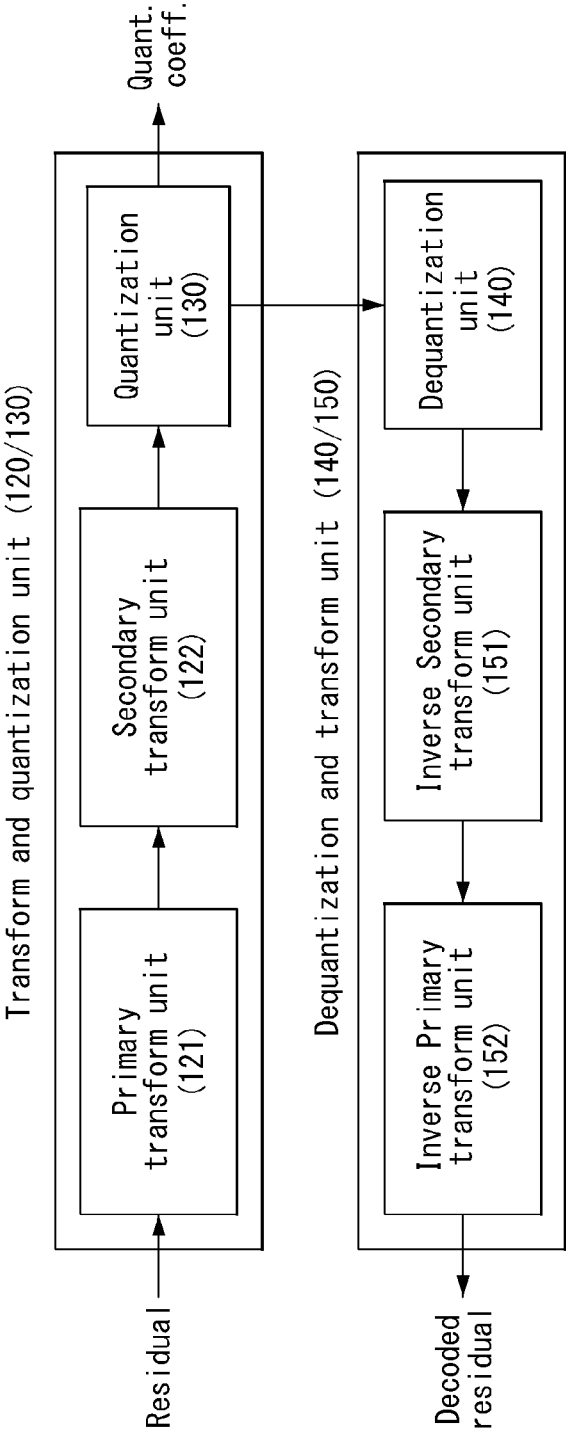 Transform and quantization unit (120/130)
Residual
Primary
transform unit
(121)
Secondary
transform unit
(122)
Quantization
unit
(130)
Quant.
coeff.
Dequantization and transform unit (140/150)
Decoded
residual
Inverse Primary
transform unit
(152)
Inverse Secondary
transform unit
(151)
Dequantization
unit
(140)